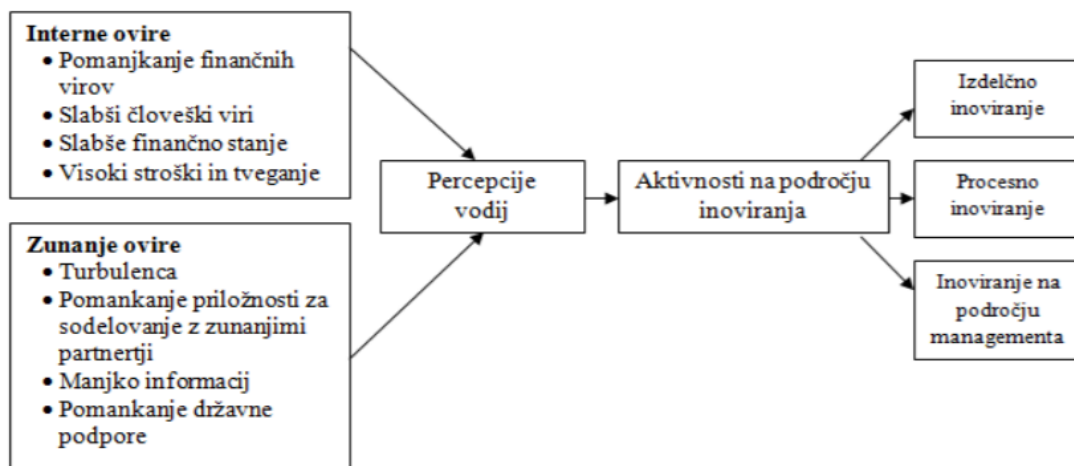 Interne ovire
• Pomanjkanje finančnih
virov
• Slabši človeški viri
• Slabše finančno stanje
• Visoki stroški in tveganje
Zunanje ovire
• Turbulenca
• Pomankanje priložnosti za
sodelovanje z zunanjimi
partnertji
• Manjko informacij
• Pomankanje državne
podpore
Percepcije
vodij
Aktivnosti na področju
inoviranja
Izdelčno
inoviranje
Procesno
inoviranje
Inoviranje na
področju
managementa